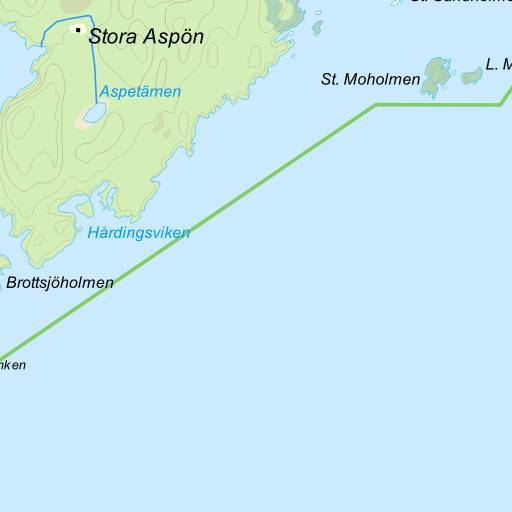 Stora Aspön
St. Moholmen
Aspetärnen
Hårdingsviken
Brottsjöholmen